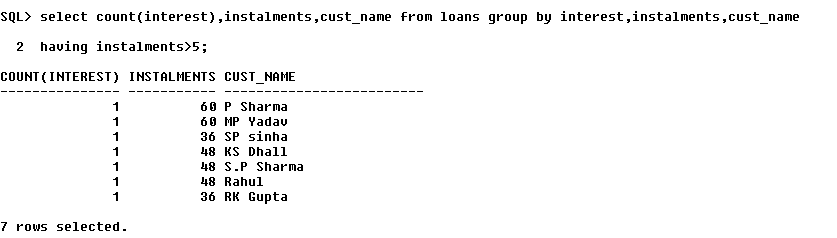 SQL> select count(interest),instalments,cust_name from loans group by interest,instalments,cust_name
2 having instalments>5;
COUNT(INTEREST) INSTALMENTS CUST_NAME
--------------- ----------- -------------------------
1 60 P Sharma
1 60 MP Yadav
1 36 SP sinha
1 48 KS Dhall
1 48 S.P Sharma
1 48 Rahul
1 36 RK Gupta
7 rows selected.